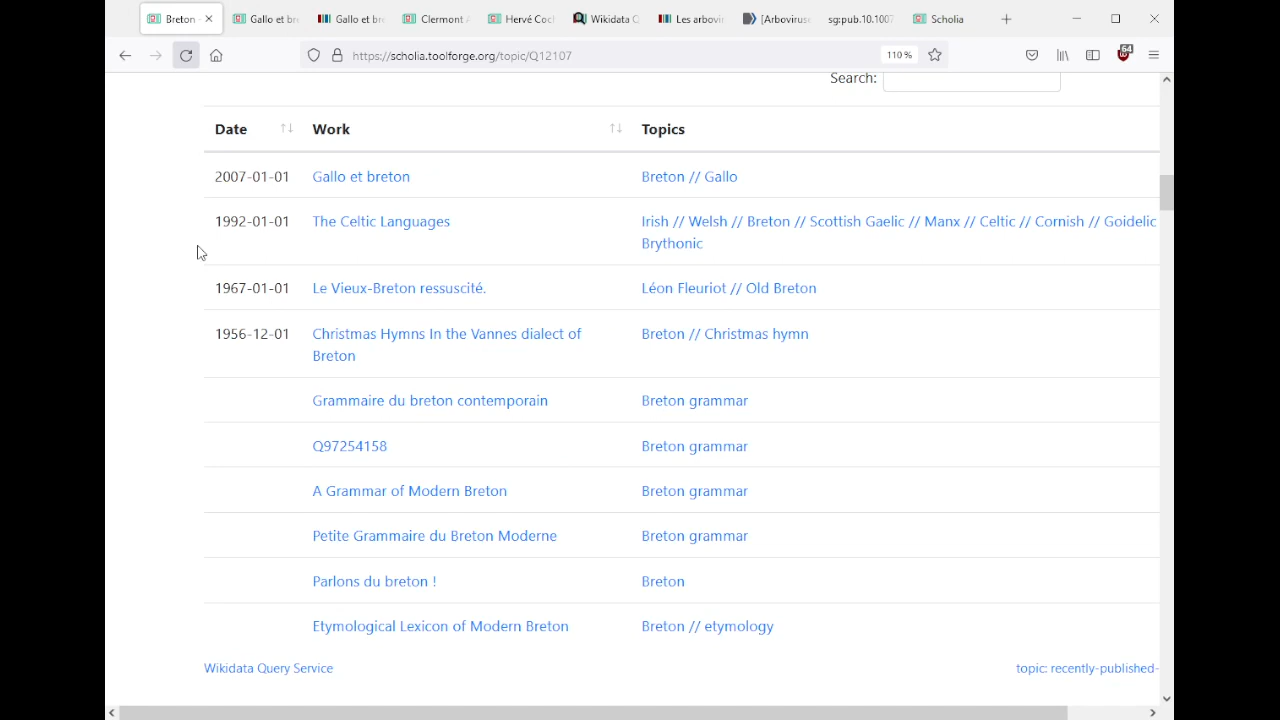 Breton -
Gallo et bre
Gallo et bre
Clermont A
Hervé Coch
Wikidata Q
Les arbovir
[Arbovirus
sg:pub.10.1007
Scholia
https://scholia.toolforge.org/topic/Q12107
110 %
64
Search:
Date Work Topics
2007-01-01 Gallo et breton Breton // Gallo
1992-01-01 The Celtic Languages Irish // Welsh // Breton // Scottish Gaelic // Manx // Celtic // Cornish // Goidelic
Brythonic
1967-01-01 Le Vieux-Breton ressuscité. Léon Fleuriot // Old Breton
1956-12-01 Christmas Hymns In the Vannes dialect of Breton // Christmas hymn
Breton
Grammaire du breton contemporain Breton grammar
Q97254158 Breton grammar
A Grammar of Modern Breton Breton grammar
Petite Grammaire du Breton Moderne Breton grammar
Parlons du breton ! Breton
Etymological Lexicon of Modern Breton Breton // etymology
Wikidata Query Service topic: recently-published-